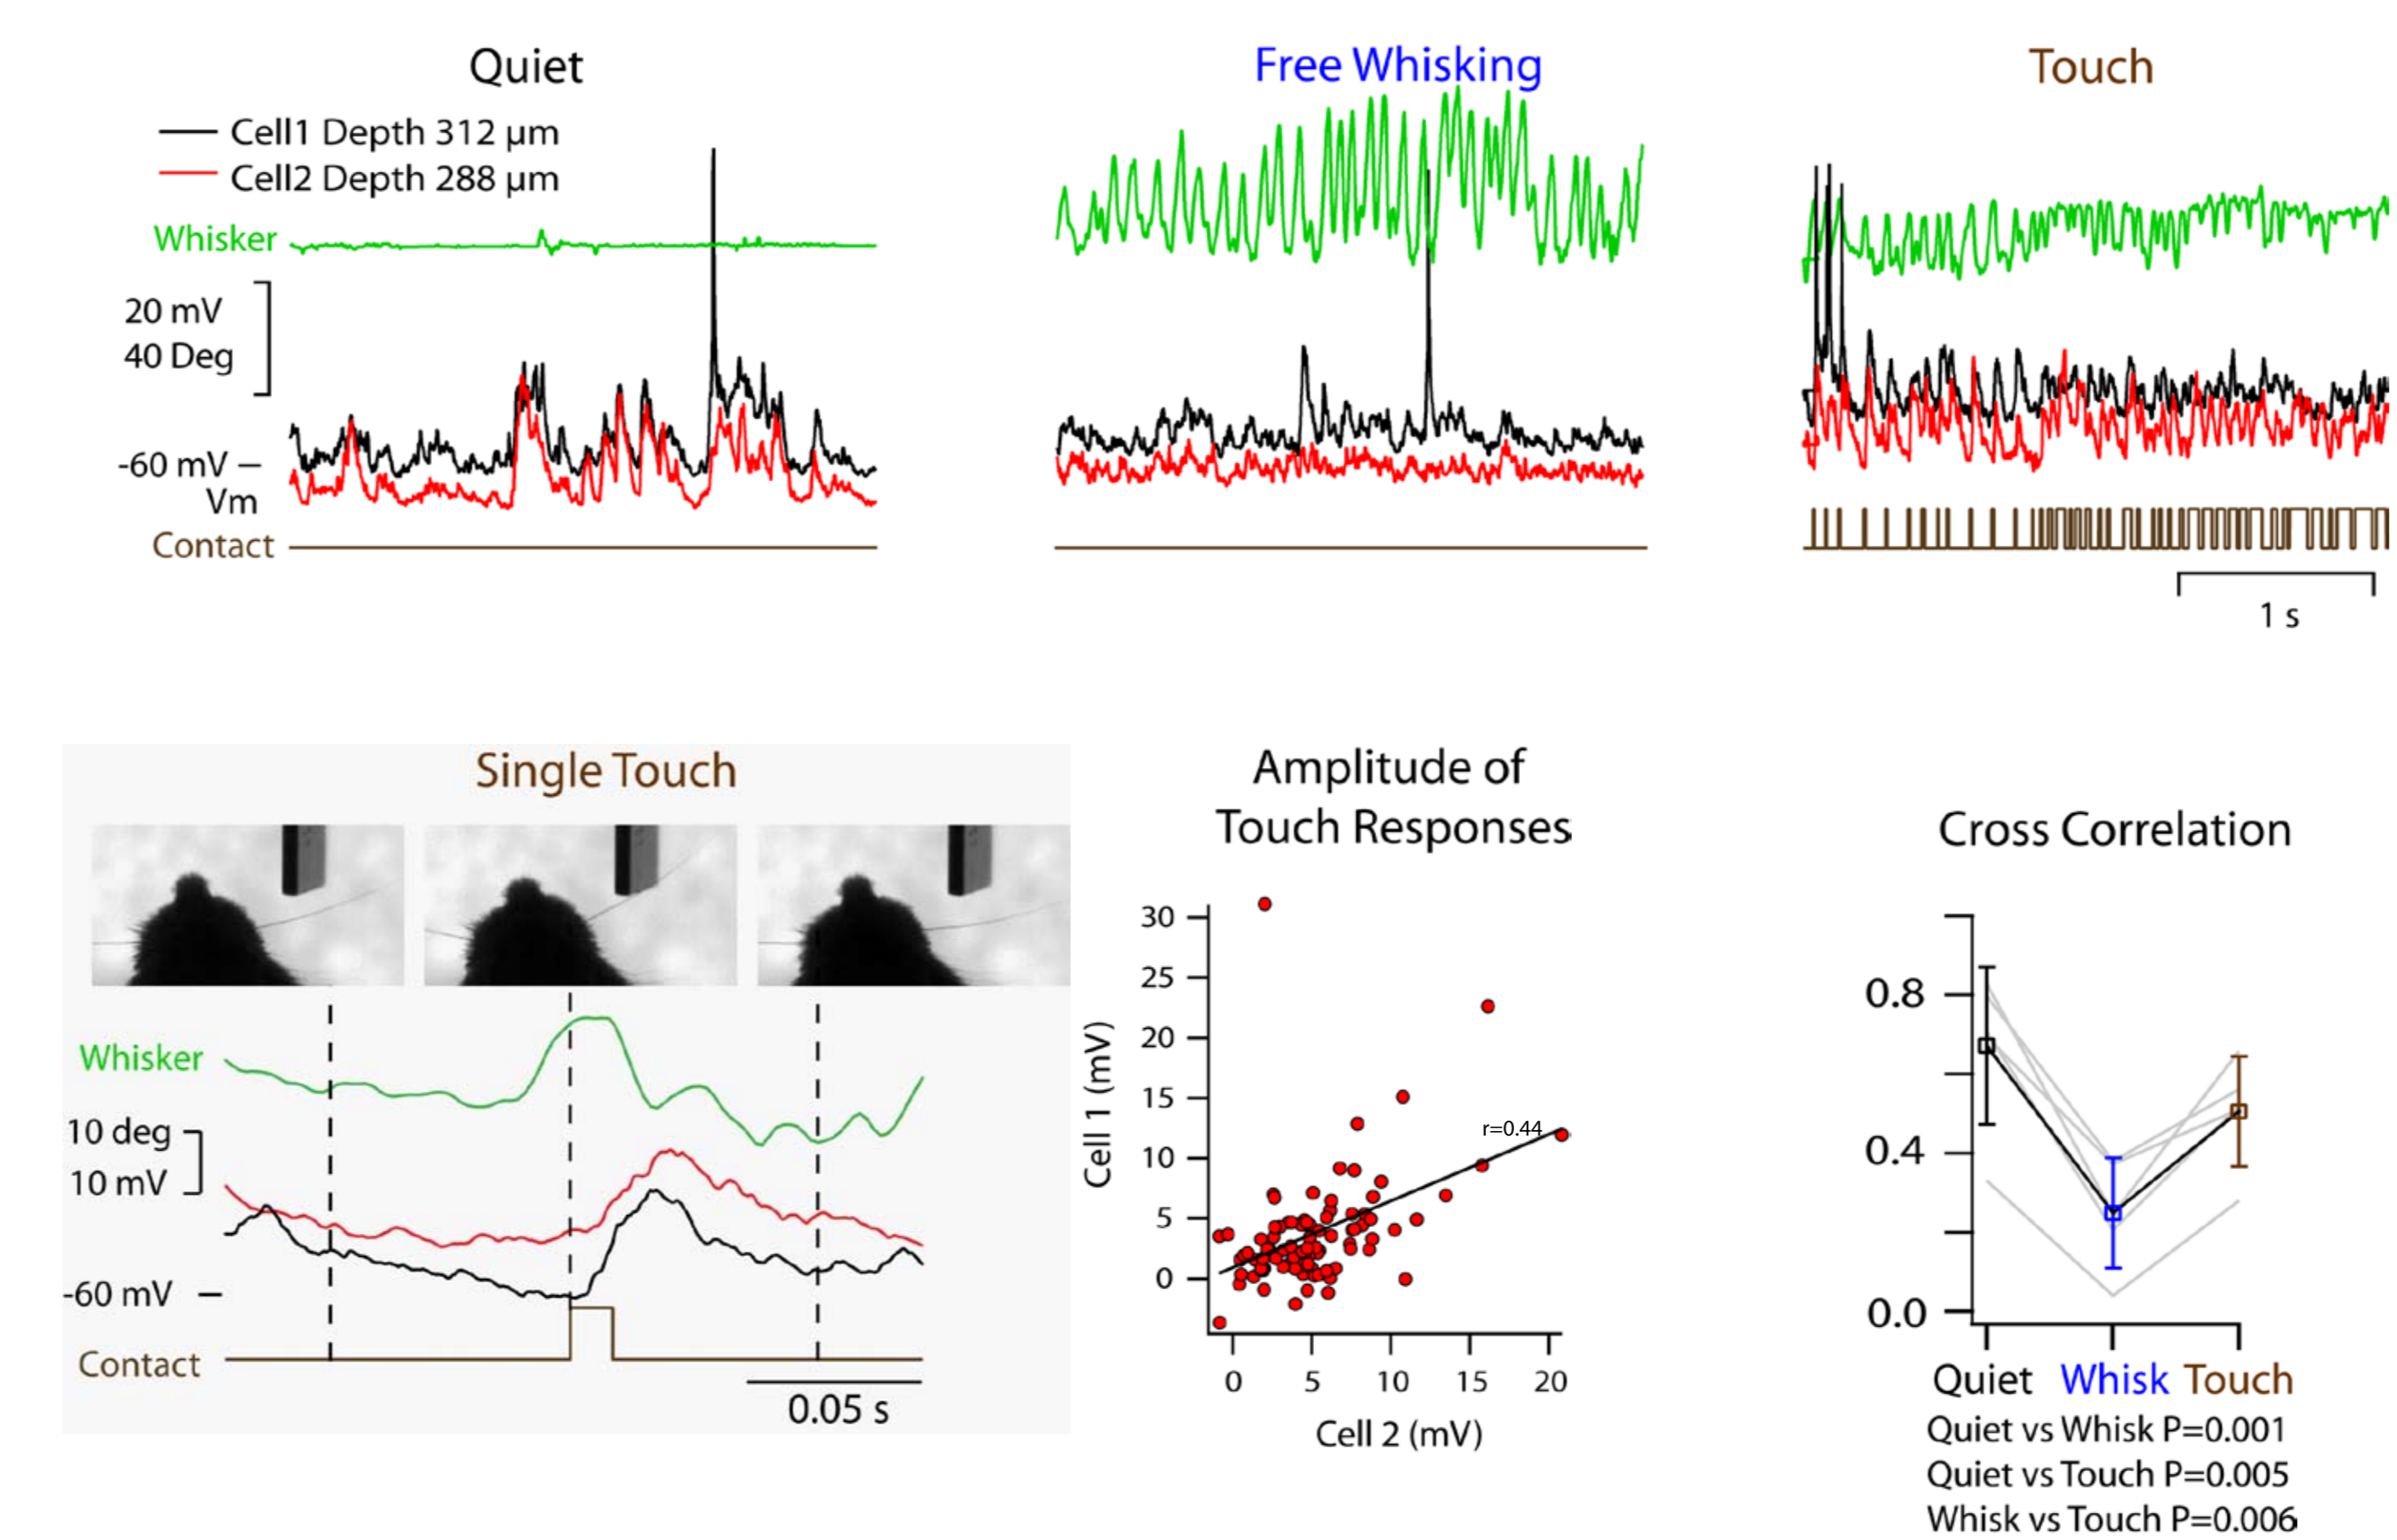 Quiet
Free Whisking
Touch
Cell1 Depth 312 µm
Cell2 Depth 288 µm
Whisker
20 mV
40 Deg
-60 mV
Vm
Contact
1 s
Single Touch
Whisker
10 deg
10 mV
-60 mV
Contact
0.05 s
Amplitude of
Touch Responses
30
25
20
15
10
5
0
Cell 1 (mV)
r=0.44
0 5 10 15 20
Cell 2 (mV)
Cross Correlation
0.8
0.4
0.0
Quiet Whisk Touch
Quiet vs Whisk P=0.001
Quiet vs Touch P=0.005
Whisk vs Touch P=0.006